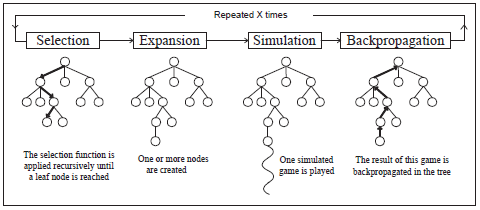 Repeated X times
Selection
Expansion
Simulation
Backpropagation
The selection function is
applied recursively until
a leaf node is reached
One or more nodes
are created
One simulated
game is played
The result of this game is
backpropagated in the tree